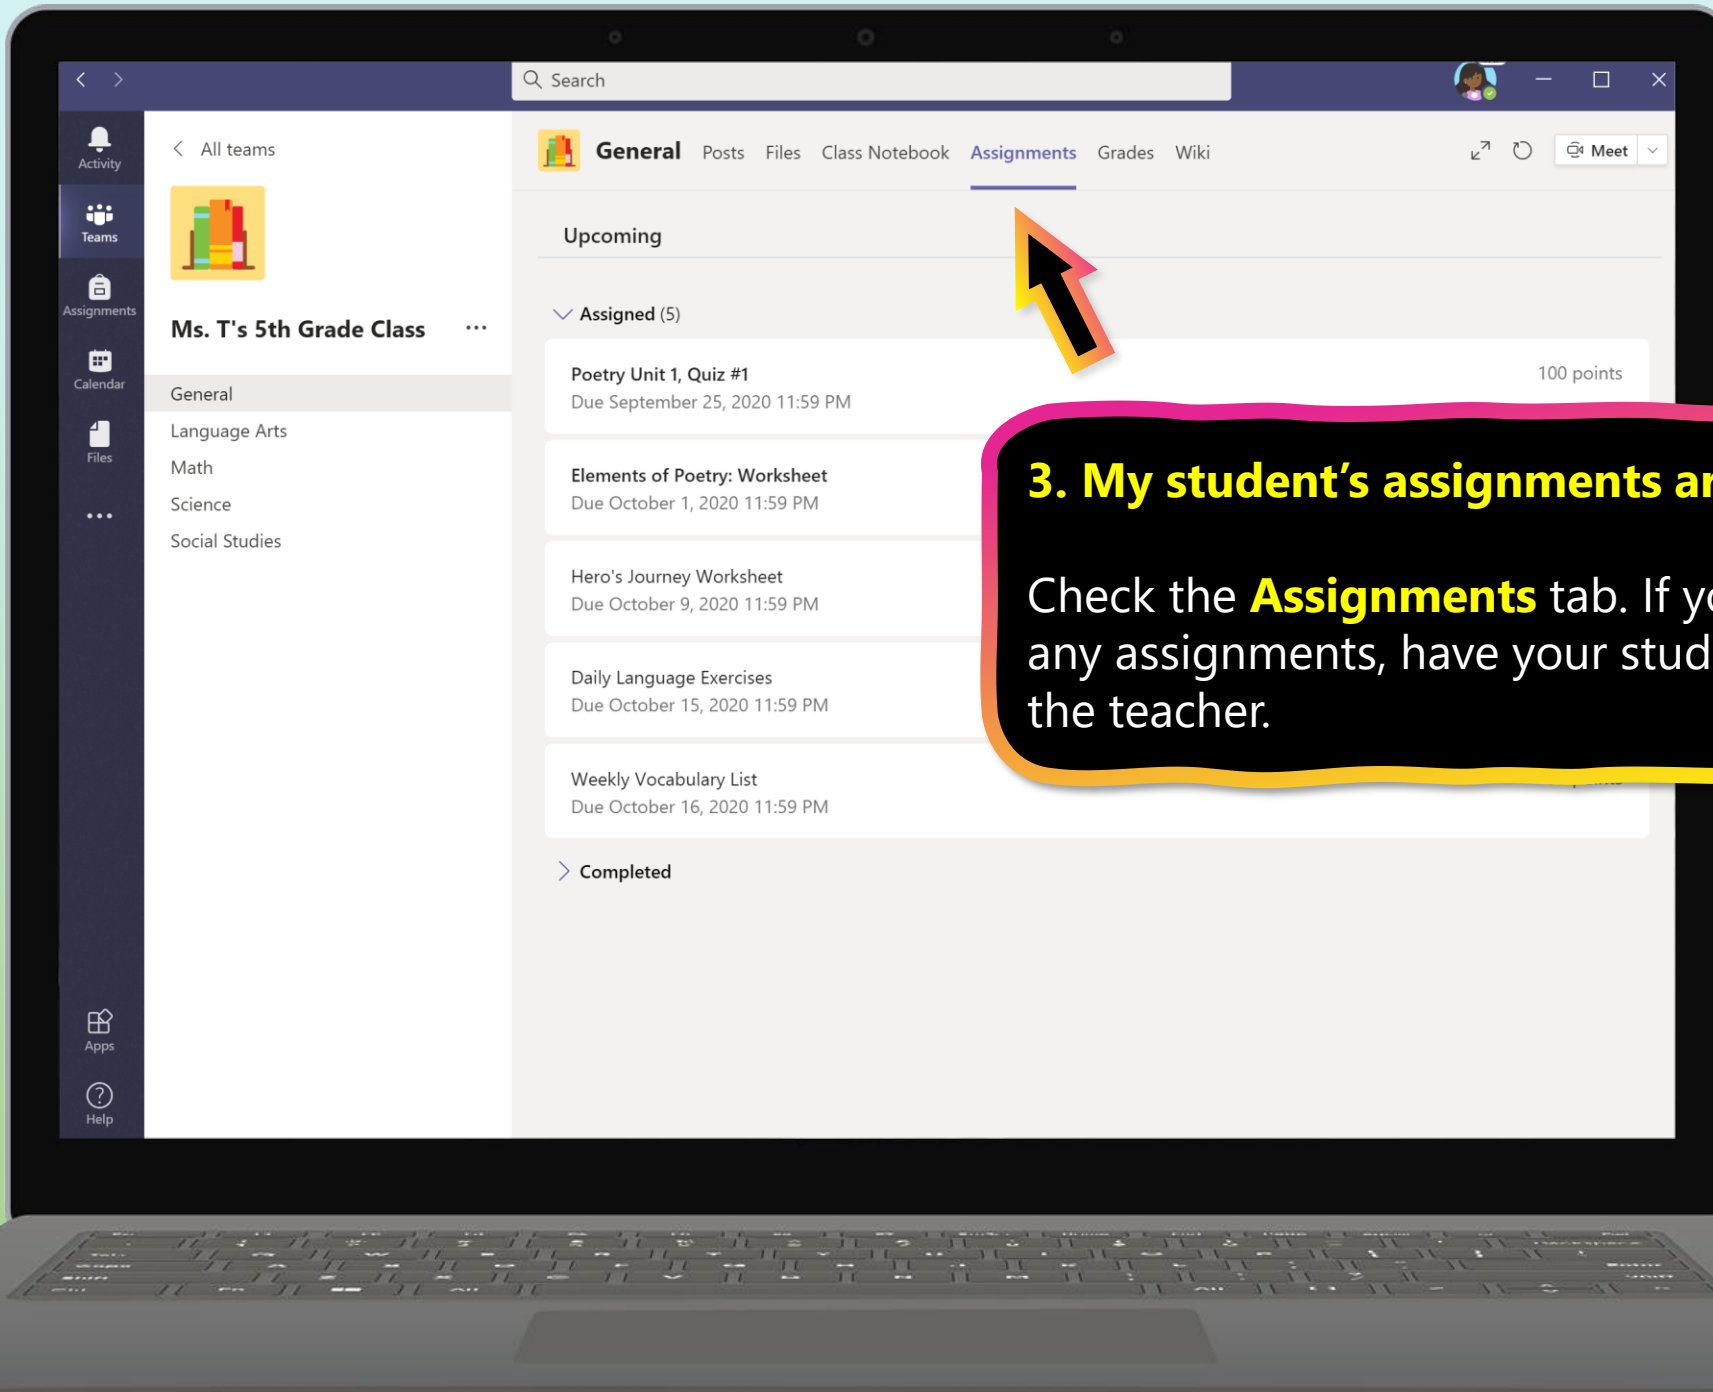 Search
Activity
Teams
Assignments
Calendar
Files
Apps
Help
All teams
Ms. T's 5th Grade Class
General
Language Arts
Math
Science
Social Studies
General Posts Files Class Notebook Assignments Grades Wiki
Meet
Upcoming
Assigned (5)
Poetry Unit 1, Quiz #1
100 points
Due September 25, 2020 11:59 PM
Elements of Poetry: Worksheet
Due October 1, 2020 11:59 PM
Hero's Journey Worksheet
Due October 9, 2020 11:59 PM
Daily Language Exercises
Due October 15, 2020 11:59 PM
Weekly Vocabulary List
Due October 16, 2020 11:59 PM
Completed
3. My student’s assignments
Check the Assignments tab. If
any assignments, have your
the teacher.